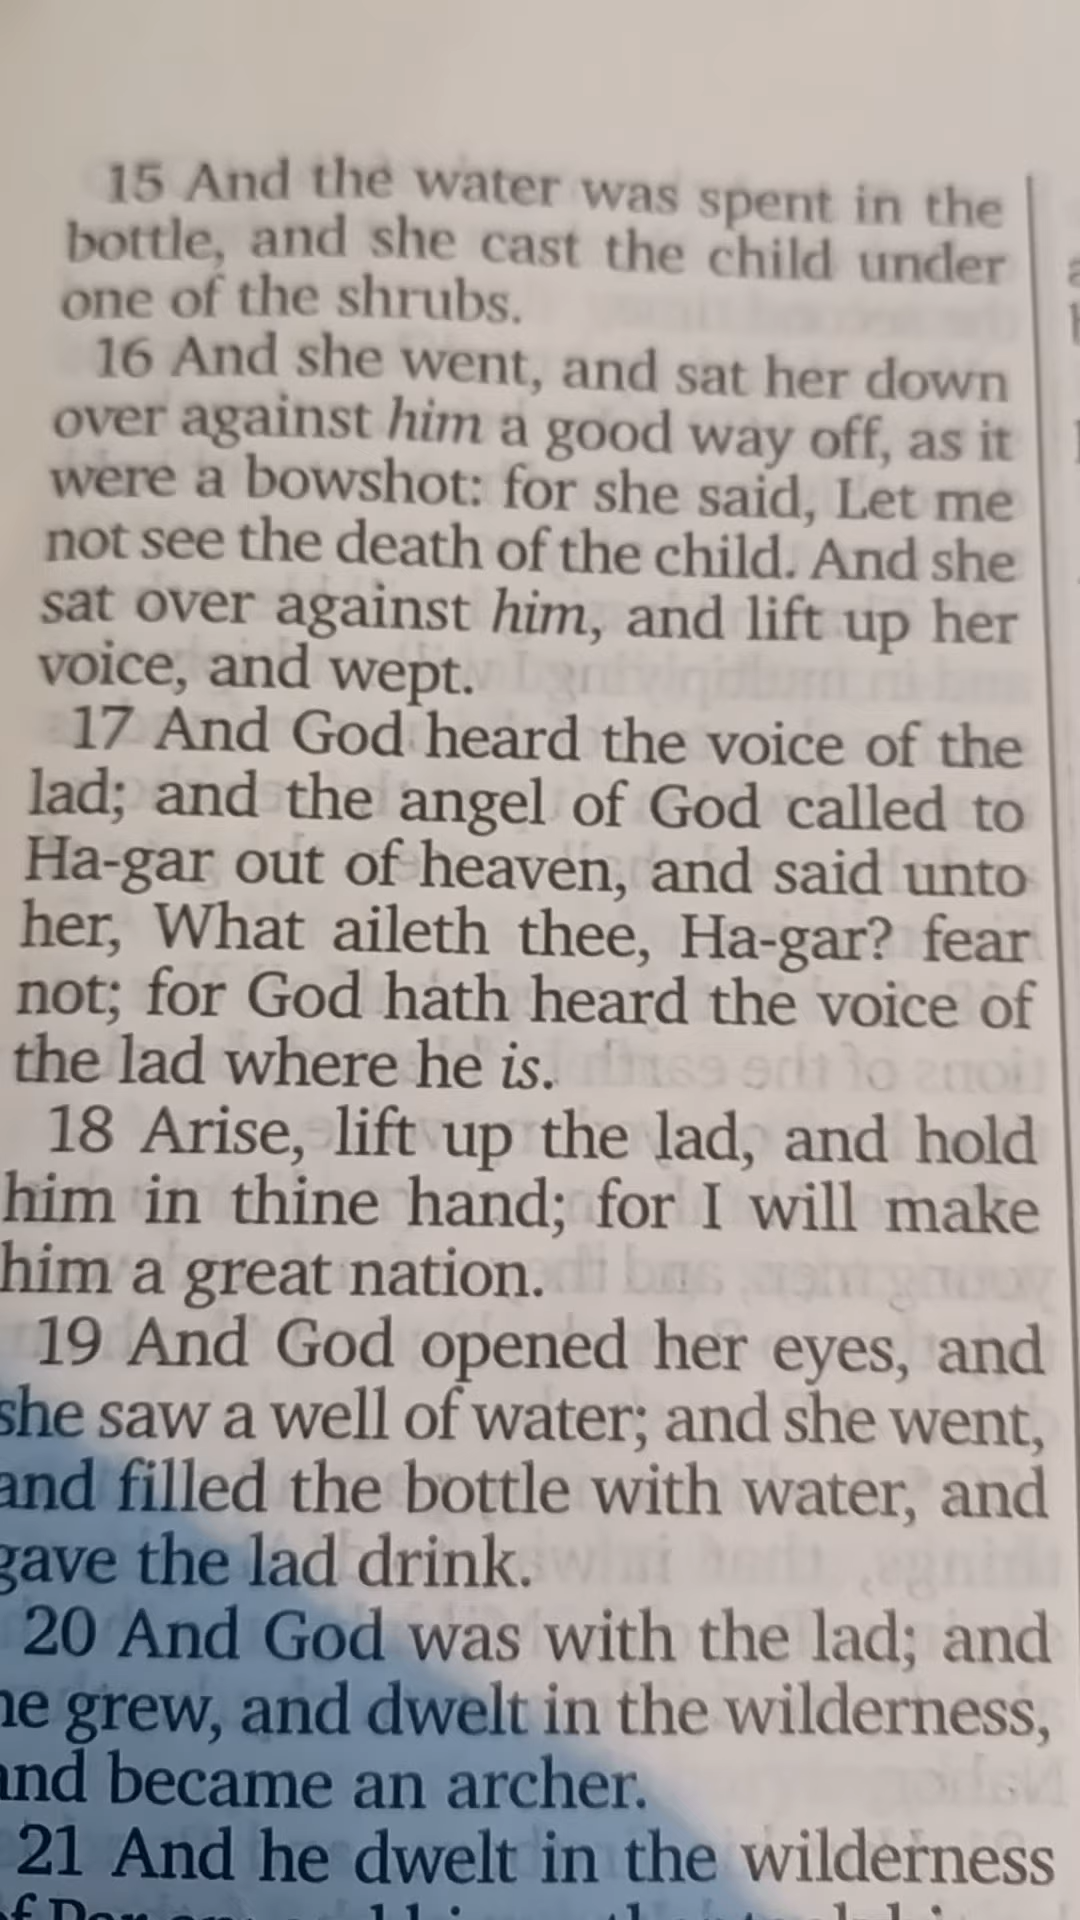 15 And the water was spent in the
bottle, and she cast the child under
one of the shrubs.
16 And she went, and sat her down
over against him a good way off, as it
were a bowshot: for she said, Let me
not see the death of the child. And she
sat over against him, and lift up her
voice, and wept.
17 And God heard the voice of the
lad; and the angel of God called to
Ha-gar out of heaven, and said unto
her, What aileth thee, Ha-gar? fear
not; for God hath heard the voice of
the lad where he is.
18 Arise, lift up the lad, and hold
him in thine hand; for I will make
him a great nation.
19 And God opened her eyes, and
she saw a well of water; and she went,
and filled the bottle with water, and
gave the lad drink.
20 And God was with the lad; and
he grew, and dwelt in the wilderness,
and became an archer.
21 And he dwelt in the wilderness